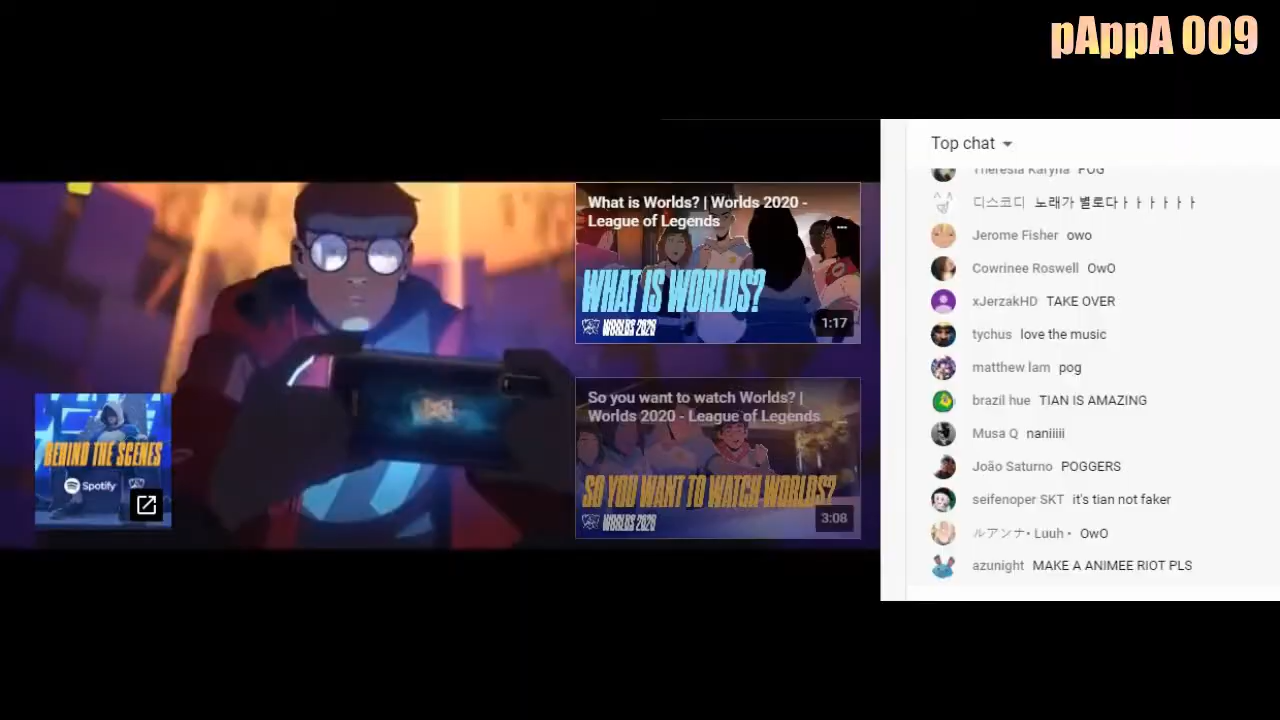 pAppA 009
What is Worlds? | Worlds 2020 -
League of Legends
WHAT IS WORLDS?
WORLDS 2020
1:17
So you want to watch Worlds? |
Worlds 2020 - League of Legends
SO YOU WANT TO WATCH WORLDS?
WORLDS 2020
3:08
BEHIND THE SCENES
Spotify
Top chat
Theresia Karyna POG
디스코디 노래가 별로다ㅏㅏㅏㅏㅏㅏ
Jerome Fisher owo
Cowrinee Roswell OwO
xJerzakHD TAKE OVER
tychus love the music
matthew lam pog
brazil hue TIAN IS AMAZING
Musa Q naniiiii
João Saturno POGGERS
seifenoper SKT it's tian not faker
ルアンナ• Luuh • OwO
azunight MAKE A ANIMEE RIOT PLS